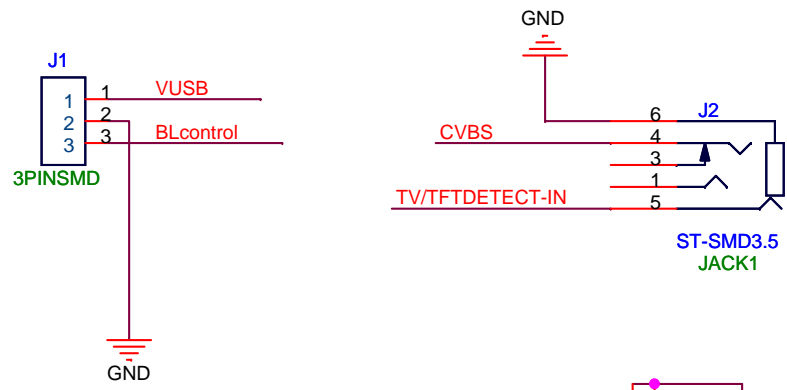 GND
J1
1 1 VUSB
2 2
3 3 BLcontrol
3PINSMD
GND
6 J2
CVBS 4
3
1
TV/TFTDETECT-IN 5
ST-SMD3.5
JACK1